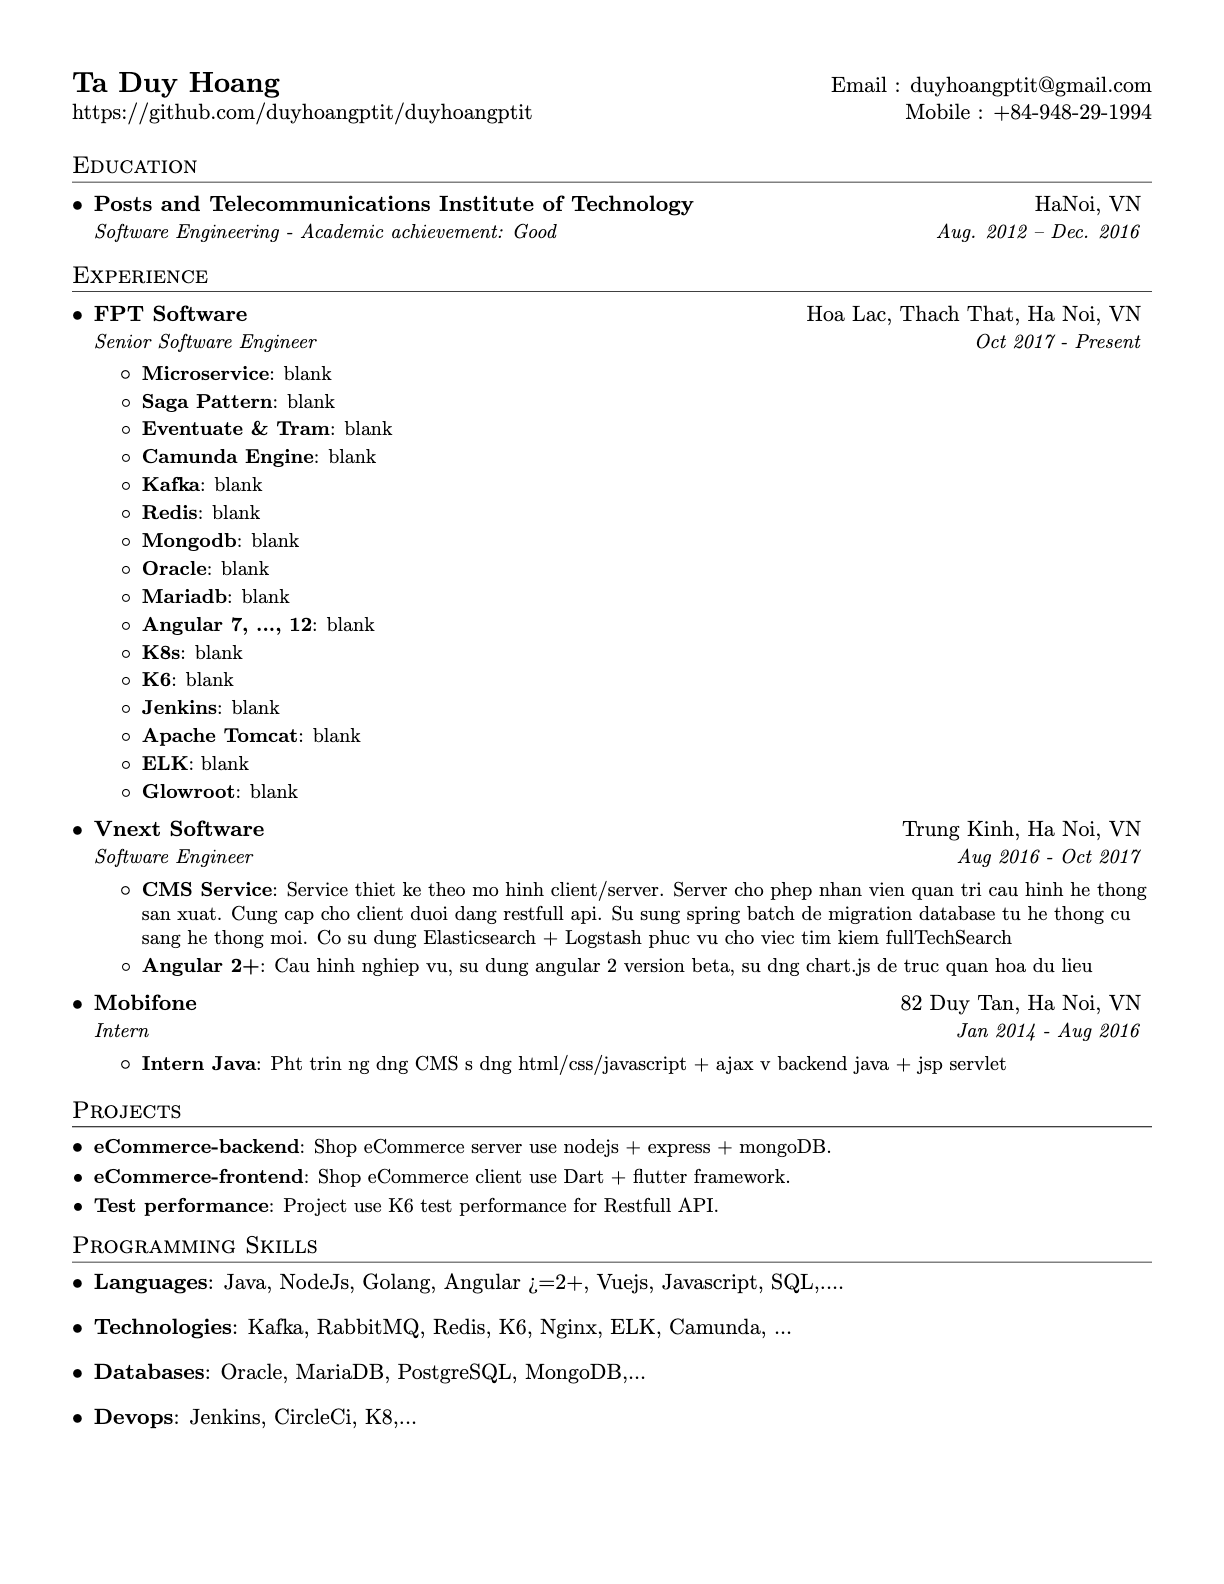 Ta Duy Hoang
Email : duyhoangptit@gmail.com
https://github.com/duyhoangptit/duyhoangptit
Mobile : +84-948-29-1994
Education
• Posts and Telecommunications Institute of Technology
HaNoi, VN
Software Engineering - Academic achievement: Good
Aug. 2012 – Dec. 2016
Experience
• FPT Software
Hoa Lac, Thach That, Ha Noi, VN
Senior Software Engineer
Oct 2017 - Present
◦ Microservice: blank
◦ Saga Pattern: blank
◦ Eventuate & Tram: blank
◦ Camunda Engine: blank
◦ Kafka: blank
◦ Redis: blank
◦ Mongodb: blank
◦ Oracle: blank
◦ Mariadb: blank
◦ Angular 7, ..., 12: blank
◦ K8s: blank
◦ K6: blank
◦ Jenkins: blank
◦ Apache Tomcat: blank
◦ ELK: blank
◦ Glowroot: blank
• Vnext Software
Trung Kinh, Ha Noi, VN
Software Engineer
Aug 2016 - Oct 2017
◦ CMS Service: Service thiet ke theo mo hinh client/server. Server cho phep nhan vien quan tri cau hinh he thong
san xuat. Cung cap cho client duoi dang restfull api. Su sung spring batch de migration database tu he thong cu
sang he thong moi. Co su dung Elasticsearch + Logstash phuc vu cho viec tim kiem fullTechSearch
◦ Angular 2+: Cau hinh nghiep vu, su dung angular 2 version beta, su dng chart.js de truc quan hoa du lieu
• Mobifone
82 Duy Tan, Ha Noi, VN
Intern
Jan 2014 - Aug 2016
◦ Intern Java: Pht trin ng dng CMS s dng html/css/javascript + ajax v backend java + jsp servlet
Projects
• eCommerce-backend: Shop eCommerce server use nodejs + express + mongoDB.
• eCommerce-frontend: Shop eCommerce client use Dart + flutter framework.
• Test performance: Project use K6 test performance for Restfull API.
Programming Skills
• Languages: Java, NodeJs, Golang, Angular ¿=2+, Vuejs, Javascript, SQL,....
• Technologies: Kafka, RabbitMQ, Redis, K6, Nginx, ELK, Camunda, ...
• Databases: Oracle, MariaDB, PostgreSQL, MongoDB,...
• Devops: Jenkins, CircleCi, K8,...